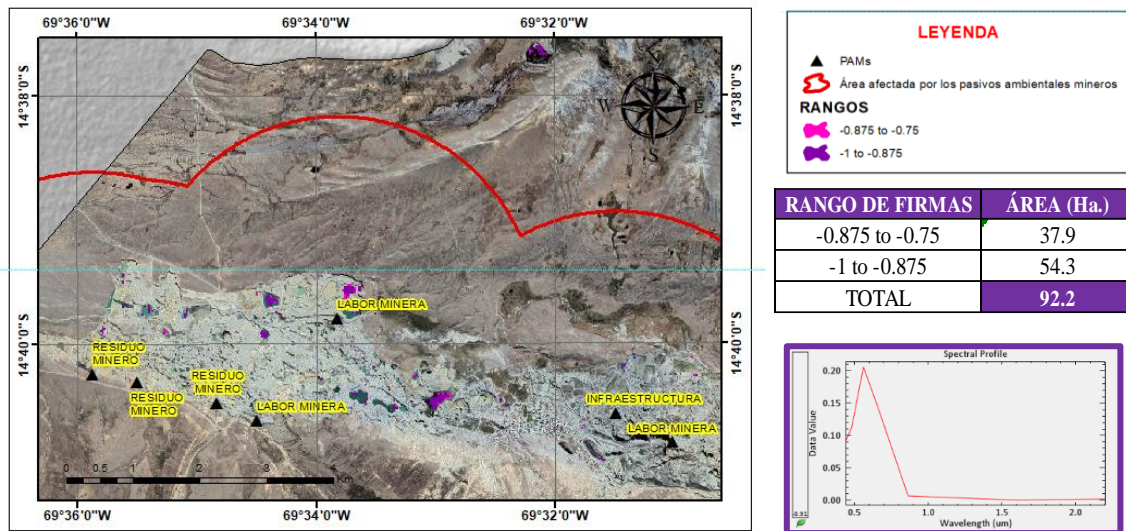 69°36'0"W 69°34'0"W 69°32'0"W
14°38'0"S
14°38'0"S
W E
S
LABOR MINERA
14°40'0"S
14°40'0"S
RESIDUO
MINERO
RESIDUO
MINERO
RESIDUO
MINERO
LABOR MINERA
INFRAESTRUCTURA
LABOR MINERA
0 0.5 1 2 3 4
Km
69°36'0"W 69°34'0"W 69°32'0"W
LEYENDA
PAMs
Área afectada por los pasivos ambientales mineros
RANGOS
-0.875 to -0.75
-1 to -0.875
RANGO DE FIRMAS ÁREA (Ha.)
-0.875 to -0.75 37.9
-1 to -0.875 54.3
TOTAL 92.2
Spectral Profile
Data Value
0.20
0.15
0.10
0.05
0.00
0.5 1.0 1.5 2.0
Wavelength (um)
-0.91